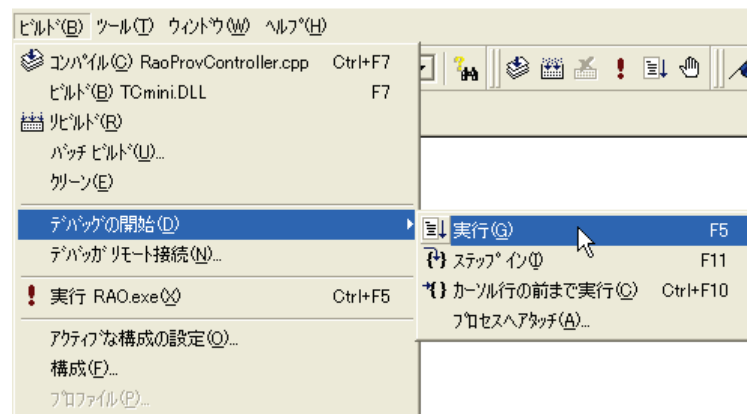 ﾋﾞﾙﾄﾞ(B) ﾂｰﾙ(T) ｳｨﾝﾄﾞｳ(W) ﾍﾙﾌﾟ(H)
ｺﾝﾊﾟｲﾙ(C) RaoProvController.cpp Ctrl+F7
ﾋﾞﾙﾄﾞ(B) TCmini.DLL F7
ﾘﾋﾞﾙﾄﾞ(R)
ﾊﾞｯﾁ ﾋﾞﾙﾄﾞ(U)...
ｸﾘｰﾝ(E)
ﾃﾞﾊﾞｯｸﾞの開始(D)
実行(G) F5
ﾃﾞﾊﾞｯｶﾞ ﾘﾓｰﾄ接続(N)...
ｽﾃｯﾌﾟ ｲﾝ(I) F11
実行 RAO.exe(X) Ctrl+F5
ｶｰｿﾙ行の前まで実行(C) Ctrl+F10
ﾌﾟﾛｾｽへｱﾀｯﾁ(A)...
ｱｸﾃｨﾌﾞな構成の設定(O)...
構成(F)...
ﾌﾟﾛﾌｧｲﾙ(P)...